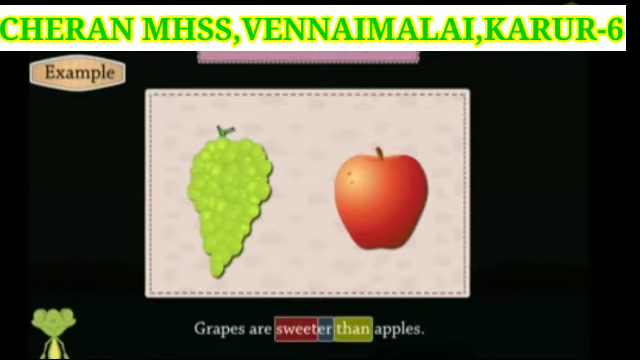 CHERAN MHSS,VENNAIMALAI,KARUR-6
Example
Grapes are sweeter than apples.